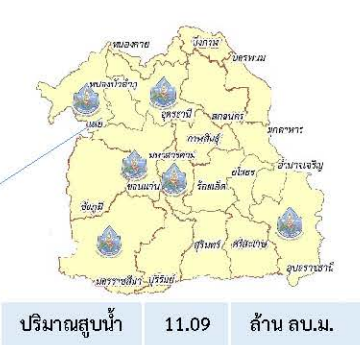 หนองคาย
บึงกาฬ
นครพนม
หนองบัวลำภู
อุดรธานี
เลย
สกลนคร
มุกดาหาร
กาฬสินธุ์
มหาสารคาม
ขอนแก่น
ร้อยเอ็ด
ยโสธร
อำนาจเจริญ
ชัยภูมิ
สุรินทร์
ศรีสะเกษ
อุบลราชธานี
นครราชสีมา
บุรีรัมย์
ปริมาณสูบน้ำ 11.09 ล้าน ลบ.ม.